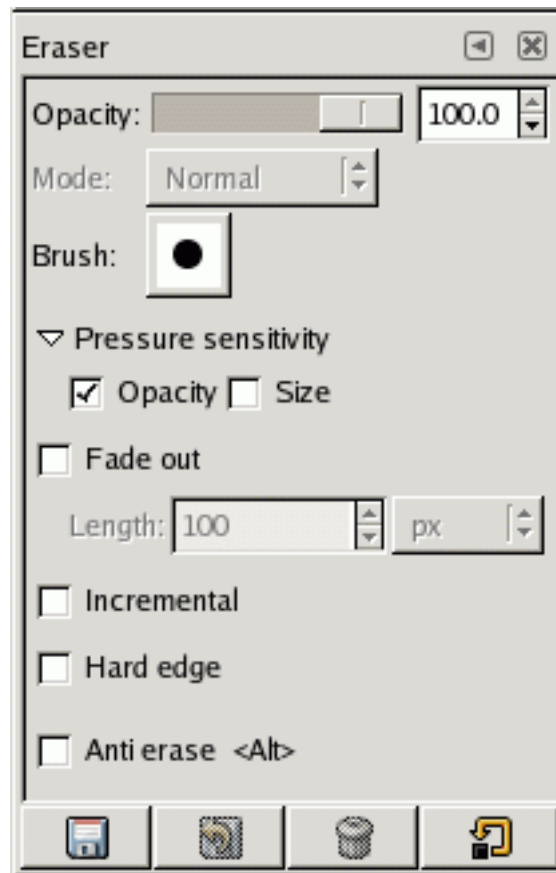 Eraser
Opacity: 100.0
Mode: Normal
Brush:
Pressure sensitivity
Opacity Size
Fade out
Length: 100 px
Incremental
Hard edge
Anti erase <Alt>